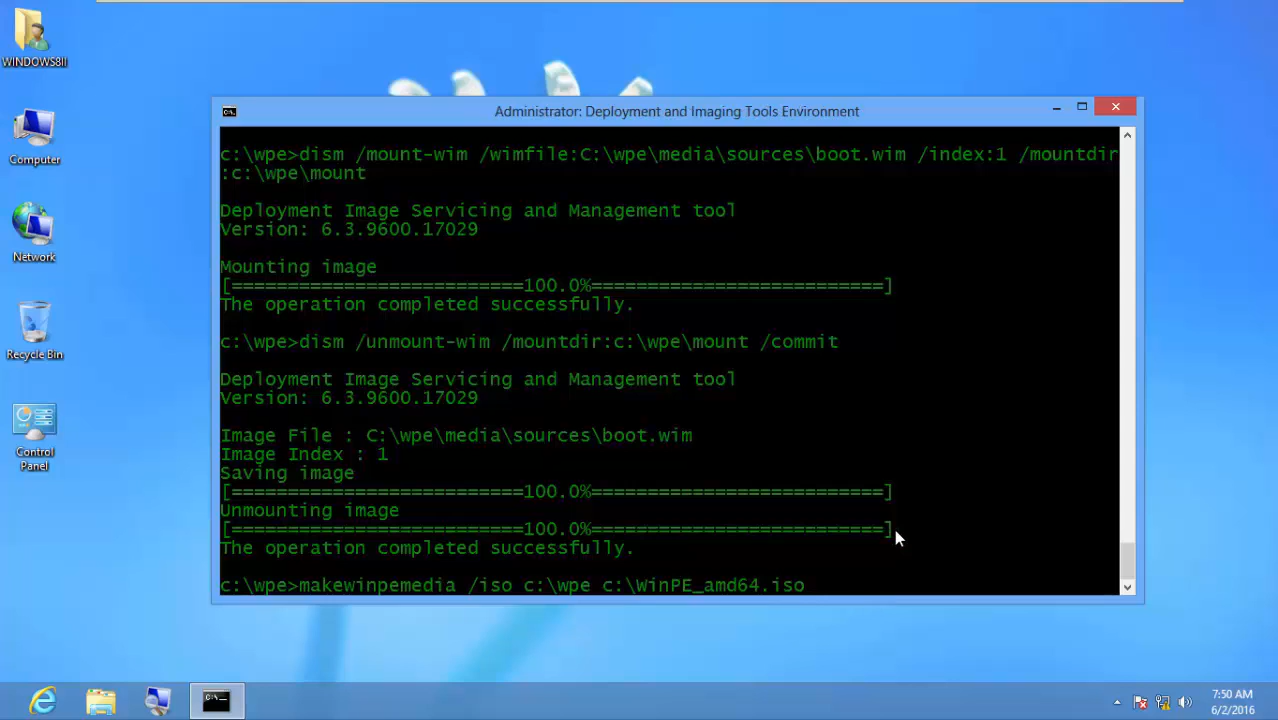 WINDOWS8II
Computer
Network
Recycle Bin
Control
Panel
Administrator: Deployment and Imaging Tools Environment
c:\wpe>dism /mount-wim /wimfile:C:\wpe\media\sources\boot.wim /index:1 /mountdir
:c:\wpe\mount
Deployment Image Servicing and Management tool
Version: 6.3.9600.17029
Mounting image
[==========================100.0%==========================]
The operation completed successfully.
c:\wpe>dism /unmount-wim /mountdir:c:\wpe\mount /commit
Deployment Image Servicing and Management tool
Version: 6.3.9600.17029
Image File : C:\wpe\media\sources\boot.wim
Image Index : 1
Saving image
[==========================100.0%==========================]
Unmounting image
[==========================100.0%==========================]
The operation completed successfully.
c:\wpe>makewinpemedia /iso c:\wpe c:\WinPE_amd64.iso
7:50 AM
6/2/2016